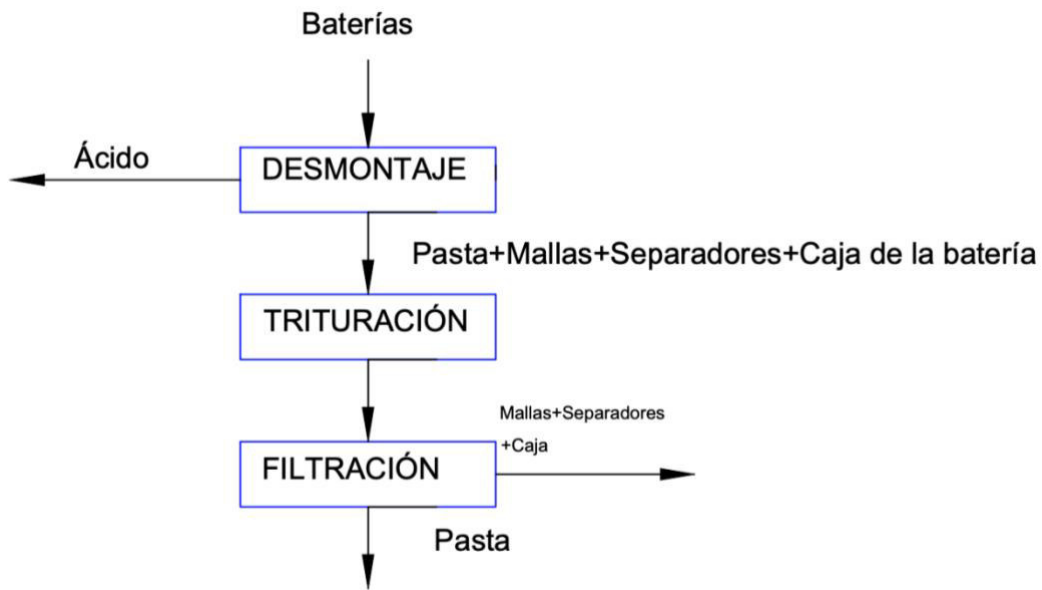 Baterías
Ácido
DESMONTAJE
Pasta+Mallas+Separadores+Caja de la batería
TRITURACIÓN
Mallas+Separadores
+Caja
FILTRACIÓN
Pasta